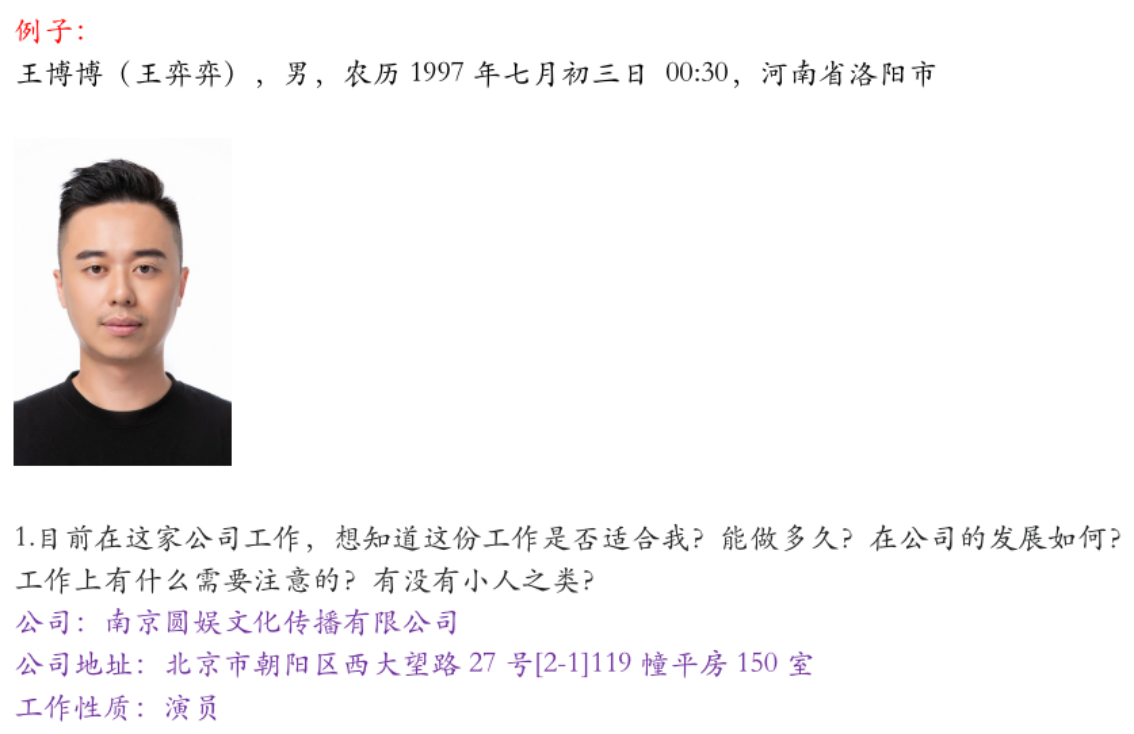 例子：
王博博（王弈弈），男，农历 1997 年七月初三日 00:30，河南省洛阳市
1.目前在这家公司工作，想知道这份工作是否适合我？能做多久？在公司的发展如何？
工作上有什么需要注意的？有没有小人之类？
公司：南京圆娱文化传播有限公司
公司地址：北京市朝阳区西大望路 27 号[2-1]119 幢平房 150 室
工作性质：演员